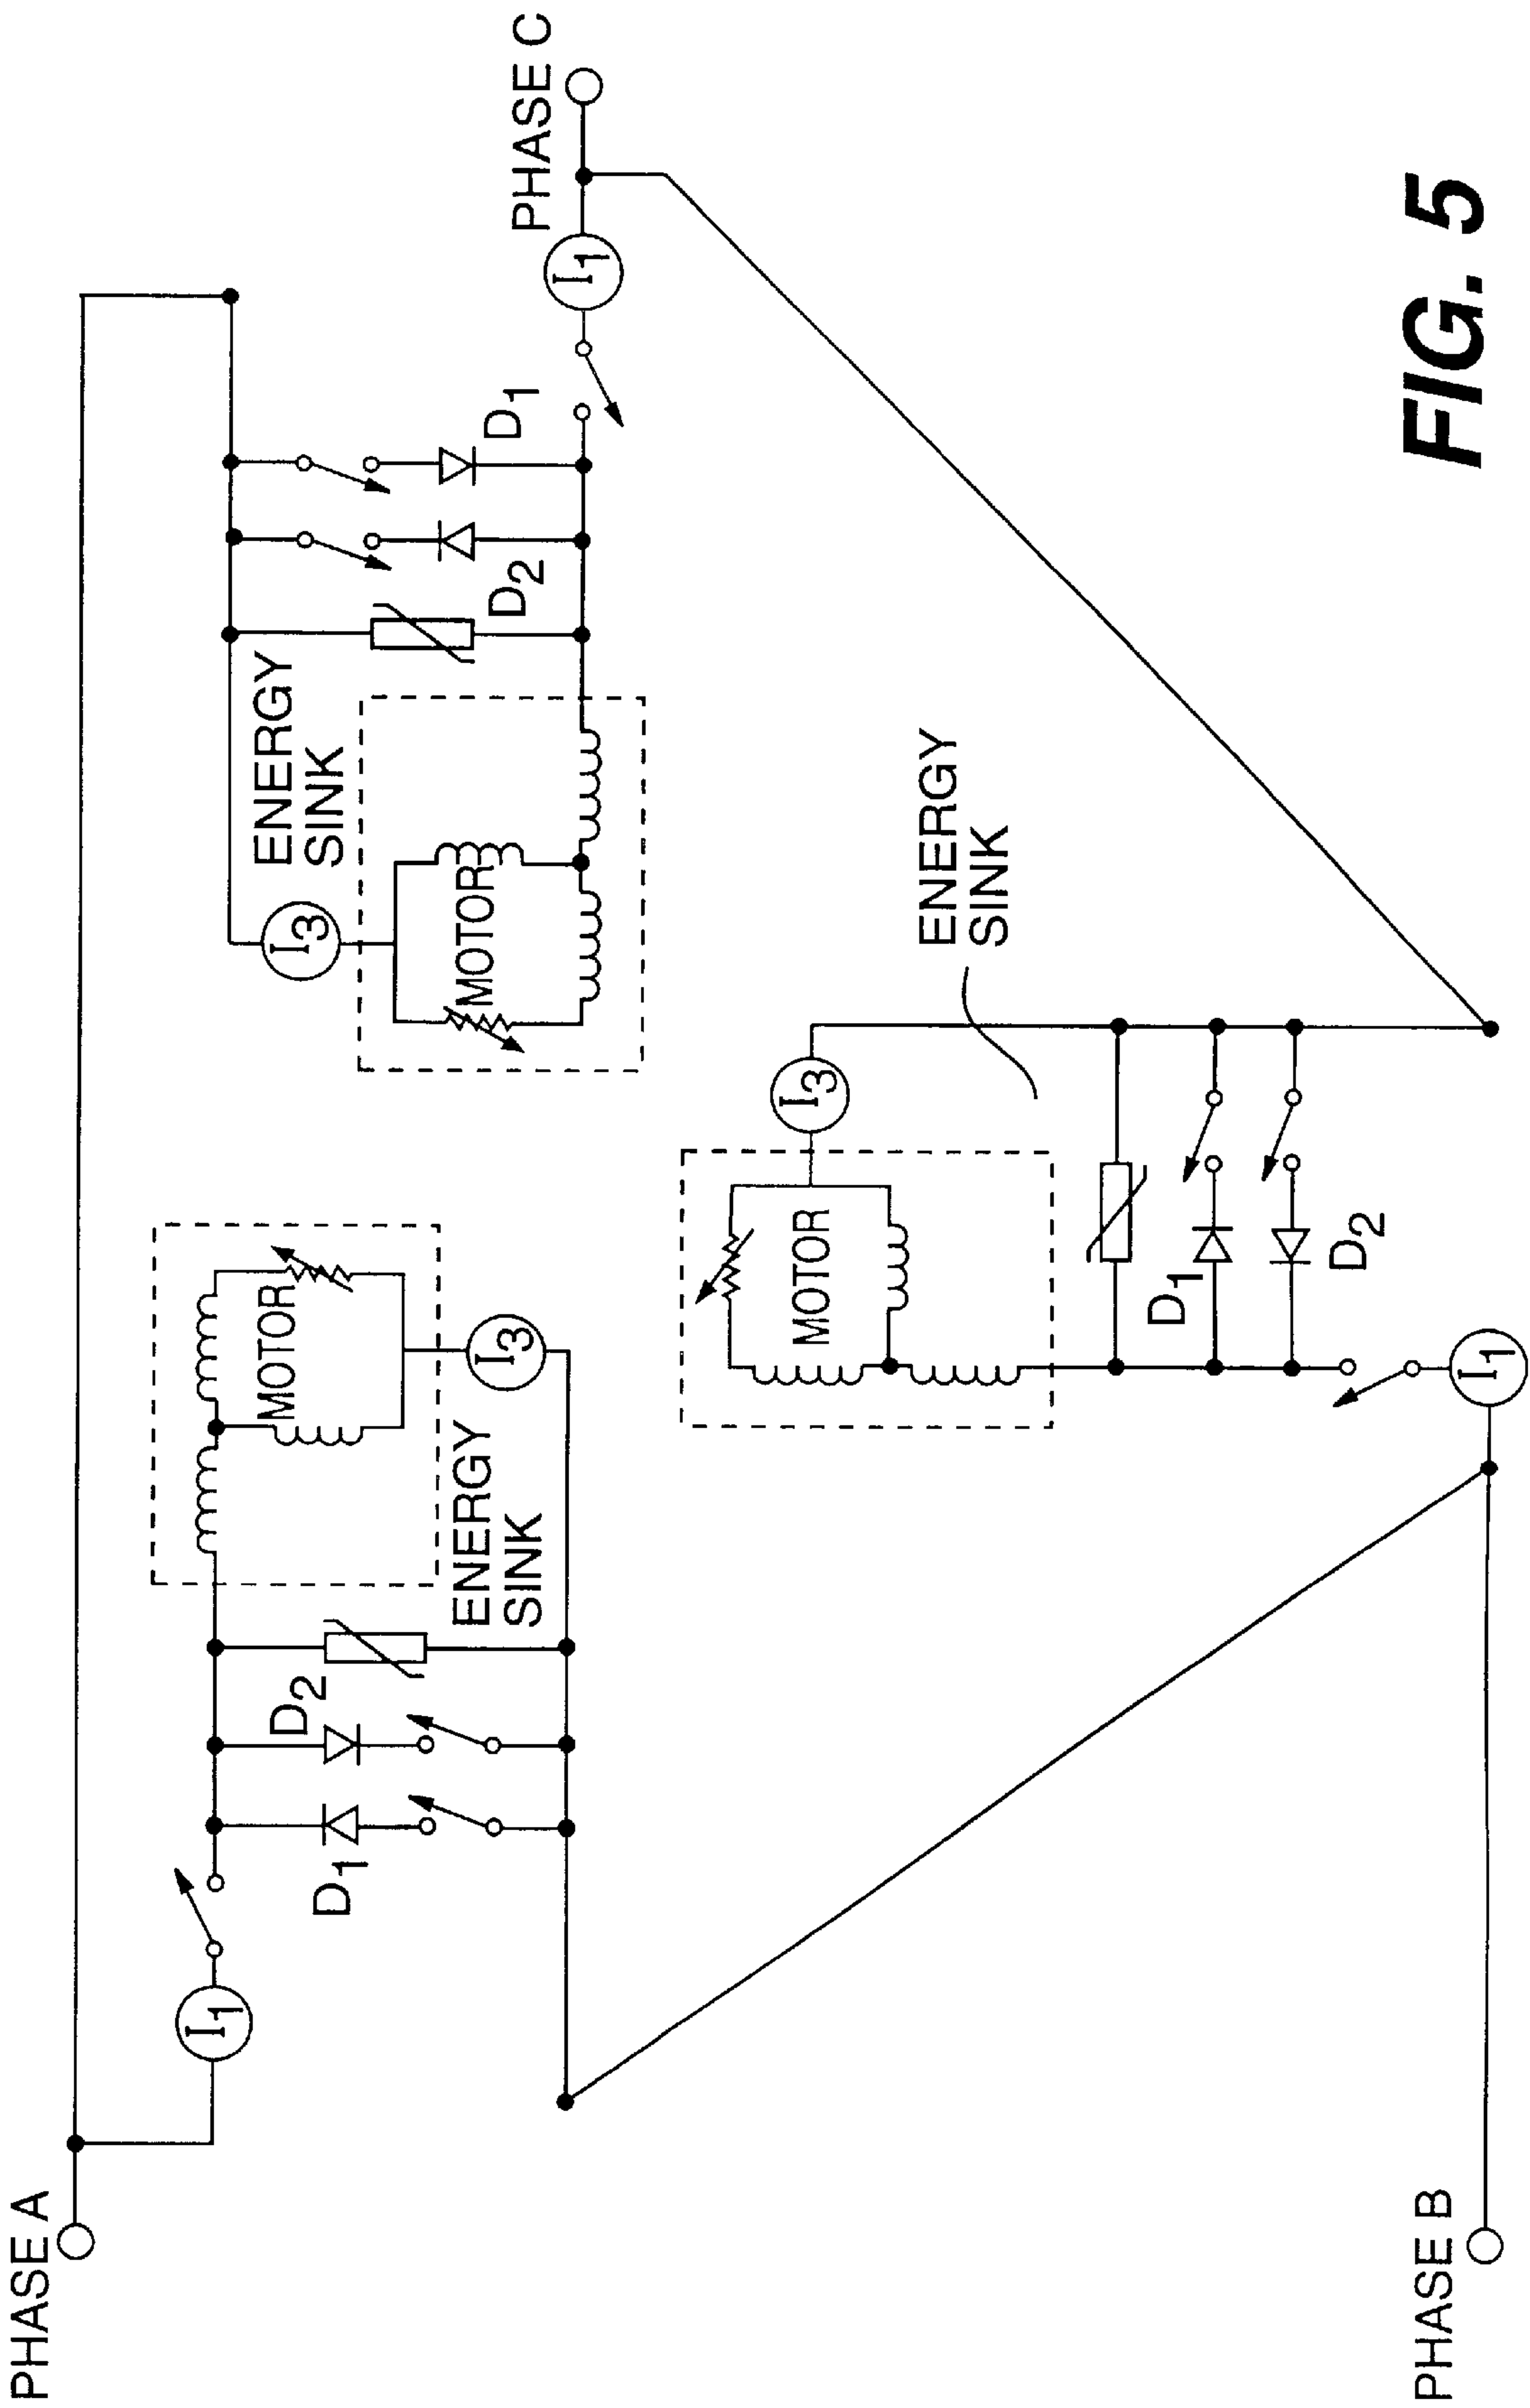 PHASE A
I1
D1
D2
ENERGY
SINK
MOTOR
I3
I3
MOTOR
ENERGY
SINK
D2
D1
I1
PHASE C
I3
MOTOR
ENERGY
SINK
D1
D2
I1
PHASE B
FIG. 5